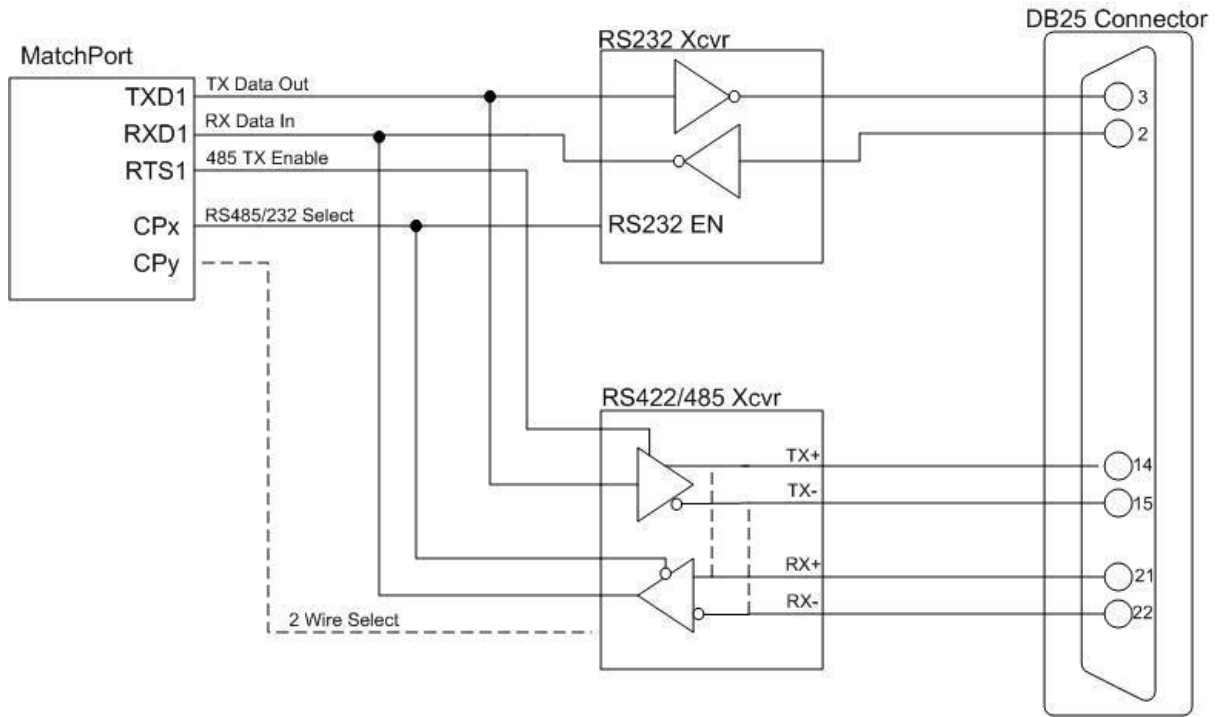 DB25 Connector
RS232 Xcvr
MatchPort
TXD1
TX Data Out
3
RXD1
RX Data In
2
RTS1
485 TX Enable
CPx
RS485/232 Select
RS232 EN
CPy
RS422/485 Xcvr
TX+
14
TX-
15
RX+
21
RX-
22
2 Wire Select